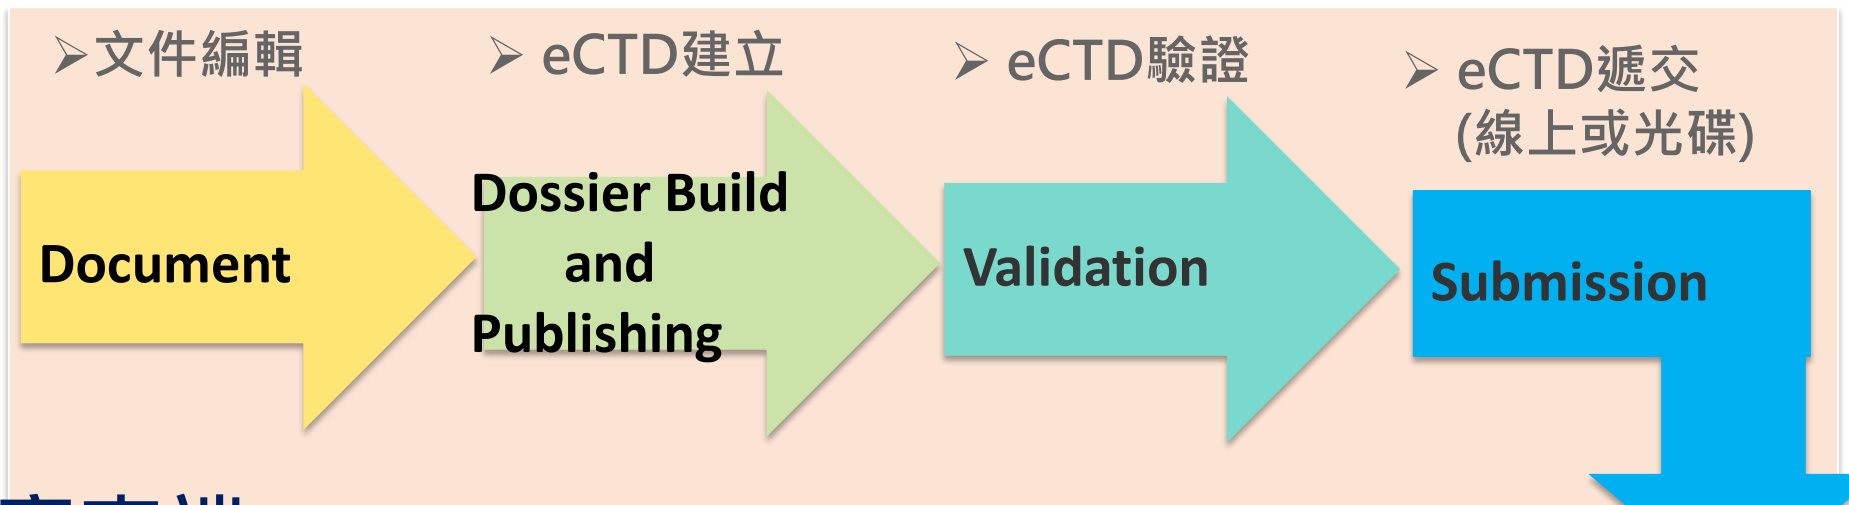 ➢文件編輯
➢ eCTD建立
➢ eCTD驗證
➢ eCTD遞交
(線上或光碟)
Document
Dossier Build
and
Publishing
Validation
Submission